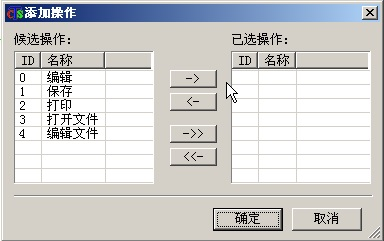 CS添加操作
候选操作： 已选操作：
ID 名称 ID 名称
0 编辑
1 保存
2 打印
3 打开文件
4 编辑文件
->
<-
->>
<<-
确定 取消